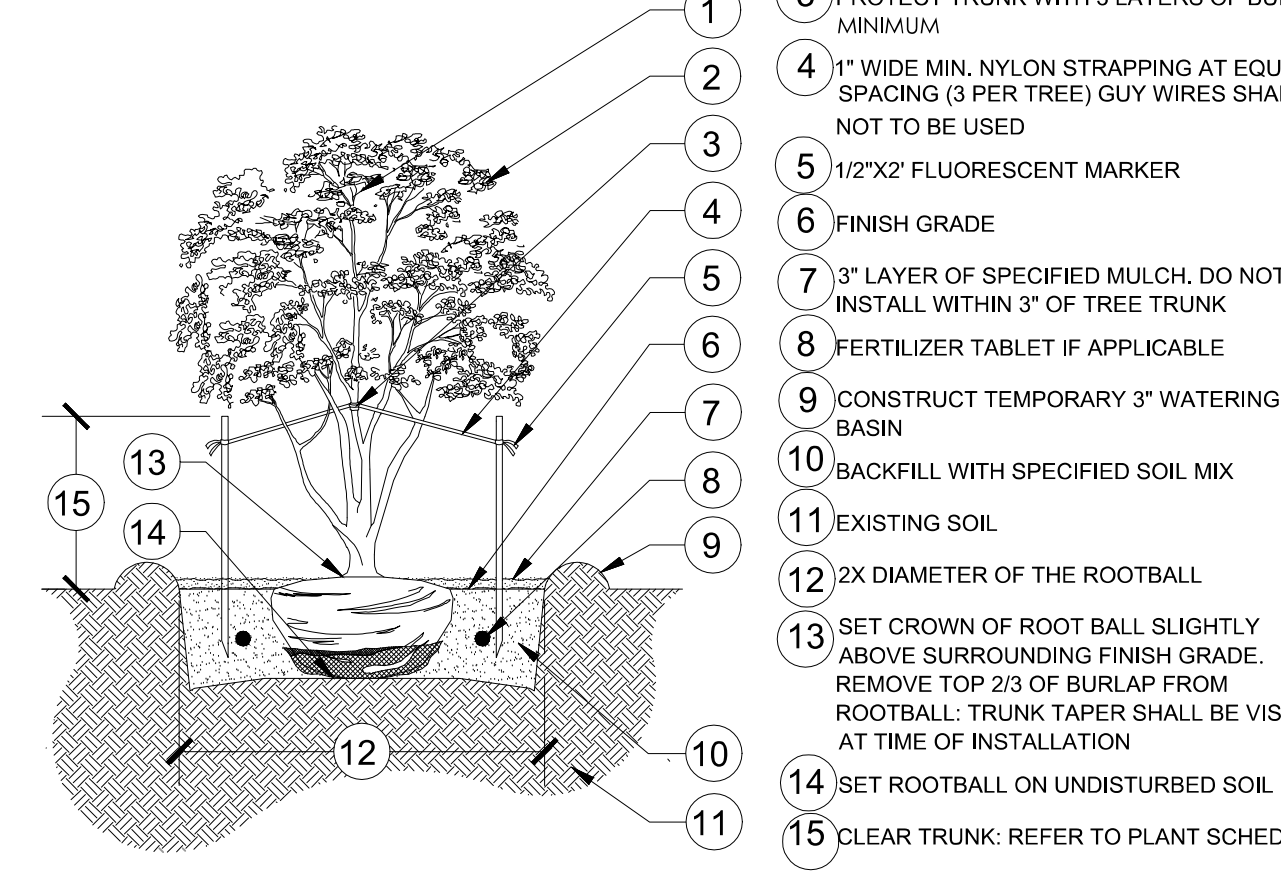 1
2
3
4
5
6
7
8
9
10
11
12
13
14
15
PROTECT TRUNK WITH 3 LAYERS OF
MINIMUM
4 1" WIDE MIN. NYLON STRAPPING AT
SPACING (3 PER TREE) GUY WIRES
NOT TO BE USED
5 1/2"X2' FLUORESCENT MARKER
6 FINISH GRADE
7 3" LAYER OF SPECIFIED MULCH. DO NOT
INSTALL WITHIN 3" OF TREE TRUNK
8 FERTILIZER TABLET IF APPLICABLE
9 CONSTRUCT TEMPORARY 3" WATERING
BASIN
10 BACKFILL WITH SPECIFIED SOIL MIX
11 EXISTING SOIL
12 2X DIAMETER OF THE ROOTBALL
13 SET CROWN OF ROOT BALL SLIGHTLY
ABOVE SURROUNDING FINISH GRADE.
REMOVE TOP 2/3 OF BURLAP FROM
ROOTBALL: TRUNK TAPER SHALL BE
AT TIME OF INSTALLATION
14 SET ROOTBALL ON UNDISTURBED SOIL
15 CLEAR TRUNK: REFER TO PLANT